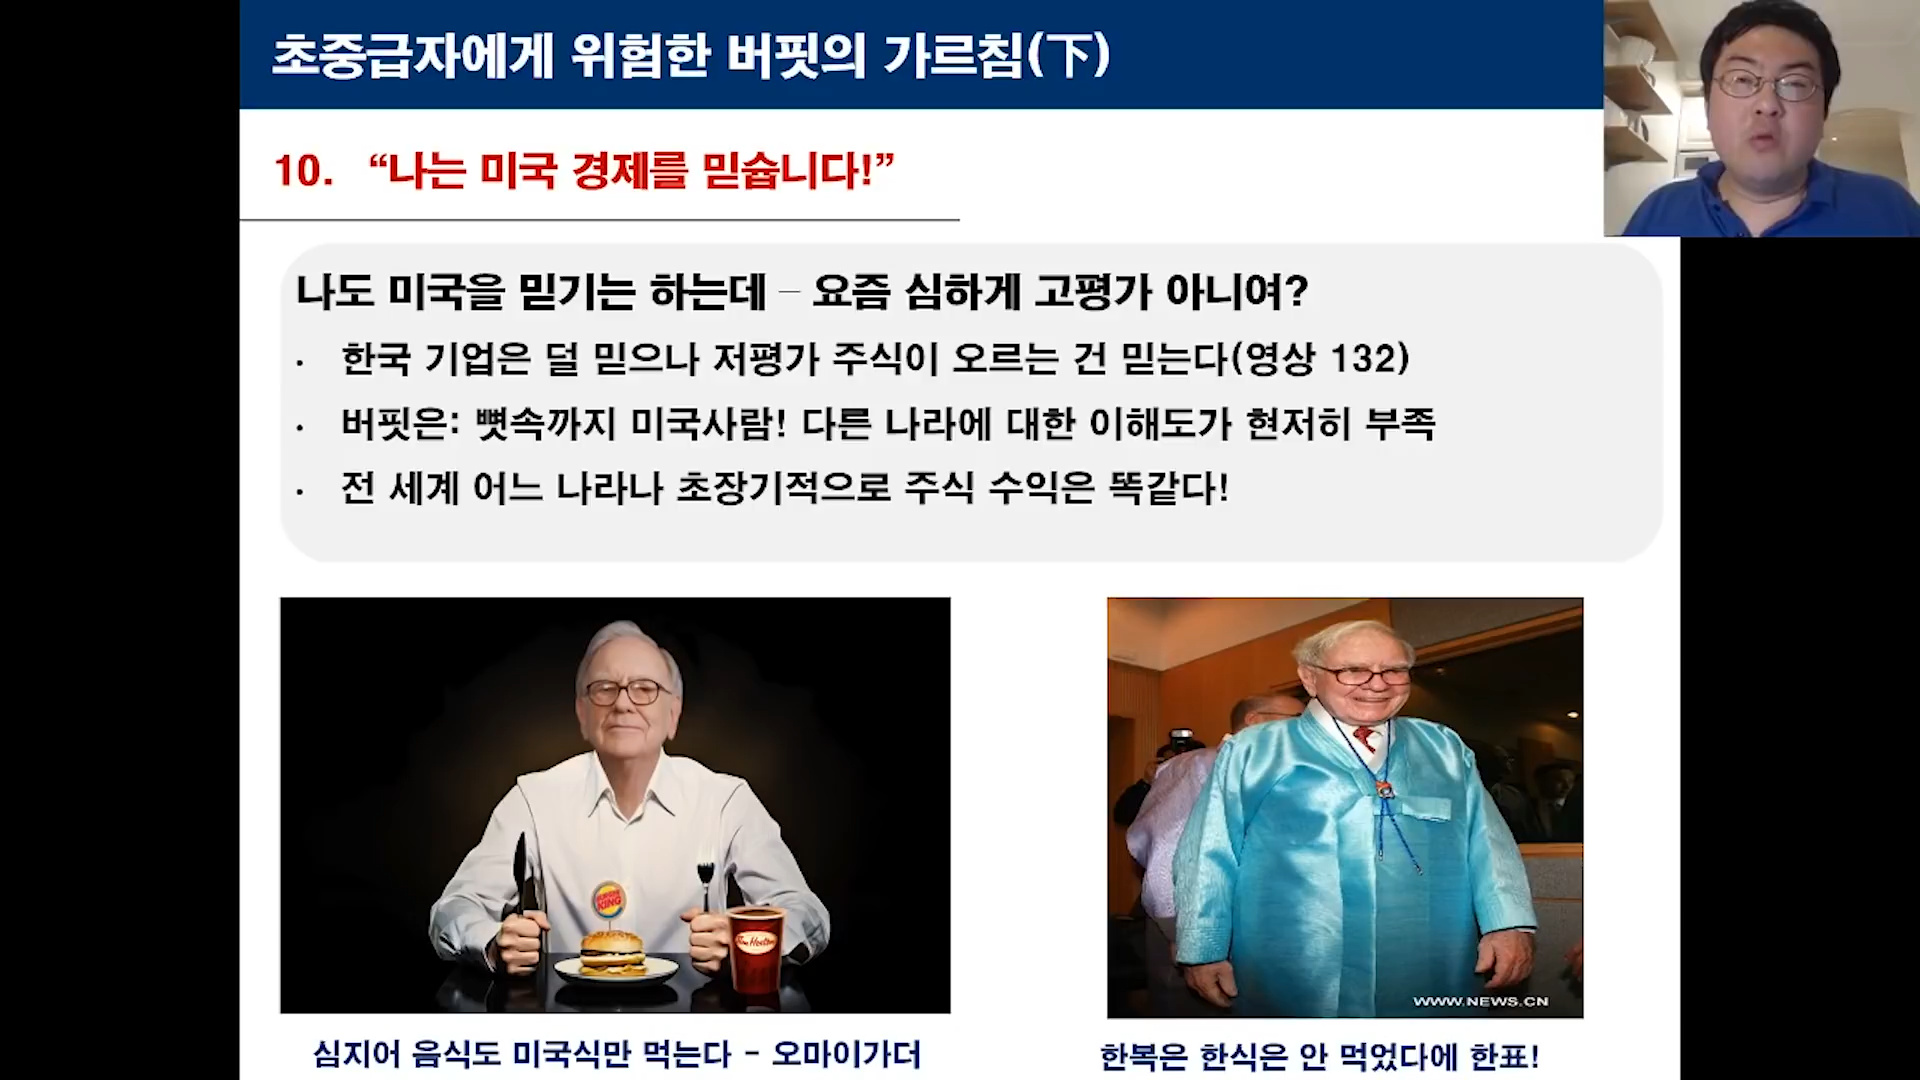 초중급자에게 위험한 버핏의 가르침(下)
10. “나는 미국 경제를 믿습니다!”
나도 미국을 믿기는 하는데 – 요즘 심하게 고평가 아니여?
· 한국 기업은 덜 믿으나 저평가 주식이 오르는 건 믿는다(영상 132)
· 버핏은: 뼛속까지 미국사람! 다른 나라에 대한 이해도가 현저히 부족
· 전 세계 어느 나라나 초장기적으로 주식 수익은 똑같다!
BURGER
KING
Tim Hortons
WWW.NEWS.CN
심지어 음식도 미국식만 먹는다 - 오마이가더
한복은 한식은 안 먹었다에 한표!